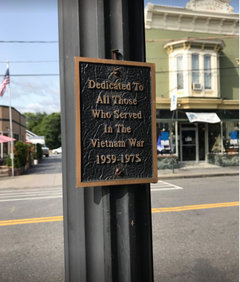 Dedicated To
All Those
Who Served
In The
Vietnam War
1959-1975